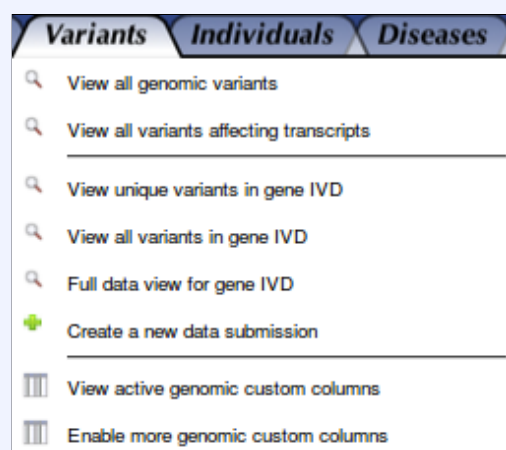 Variants Individuals Diseases
View all genomic variants
View all variants affecting transcripts
View unique variants in gene IVD
View all variants in gene IVD
Full data view for gene IVD
Create a new data submission
View active genomic custom columns
Enable more genomic custom columns